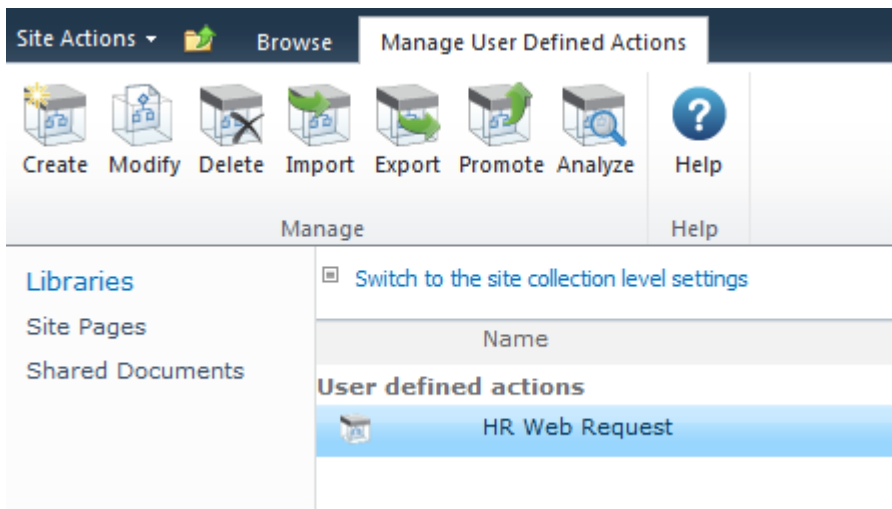 Site Actions Browse Manage User Defined Actions
Create Modify Delete Import Export Promote Analyze Help
Manage Help
Libraries
Site Pages
Shared Documents
Switch to the site collection level settings
Name
User defined actions
HR Web Request